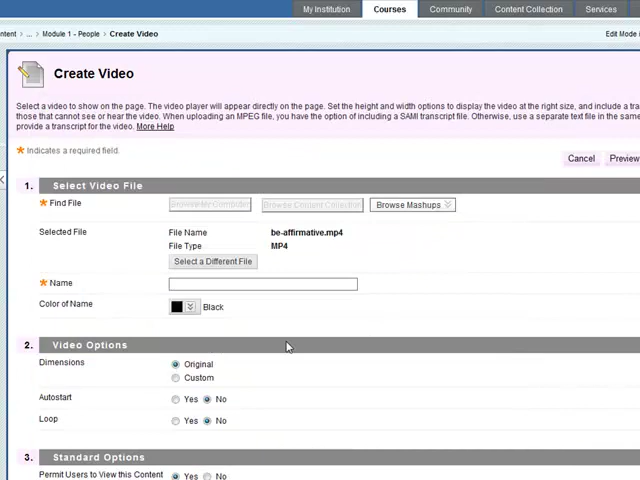 My Institution Courses Community Content Collection Services
ntent > ... > Module 1 - People > Create Video Edit Mode i
Create Video
Select a video to show on the page. The video player will appear directly on the page. Set the height and width options to display the video at the right size, and include a tra
those that cannot see or hear the video. When uploading an MPEG file, you have the option of including a SAMI transcript file. Otherwise, use a separate text file in the same
provide a transcript for the video. More Help
Indicates a required field.
Cancel Preview
1. Select Video File
Find File Browse My Computer Browse Content Collection Browse Mashups
Selected File File Name be-affirmative.mp4
File Type MP4
Select a Different File
Name
Color of Name Black
2. Video Options
Dimensions Original
Custom
Autostart Yes No
Loop Yes No
3. Standard Options
Permit Users to View this Content Yes No